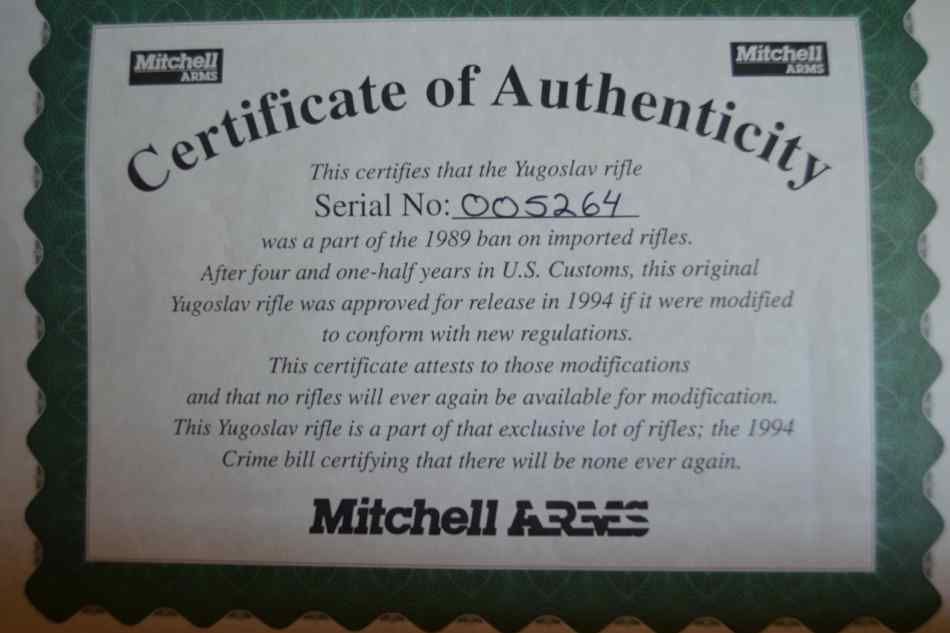 Mitchell ARMS
Mitchell ARMS
Certificate of Authenticity
This certifies that the Yugoslav rifle
Serial No: 005264
was a part of the 1989 ban on imported rifles.
After four and one-half years in U.S. Customs, this original
Yugoslav rifle was approved for release in 1994 if it were modified
to conform with new regulations.
This certificate attests to those modifications
and that no rifles will ever again be available for modification.
This Yugoslav rifle is a part of that exclusive lot of rifles; the 1994
Crime bill certifying that there will be none ever again.
Mitchell ARMS